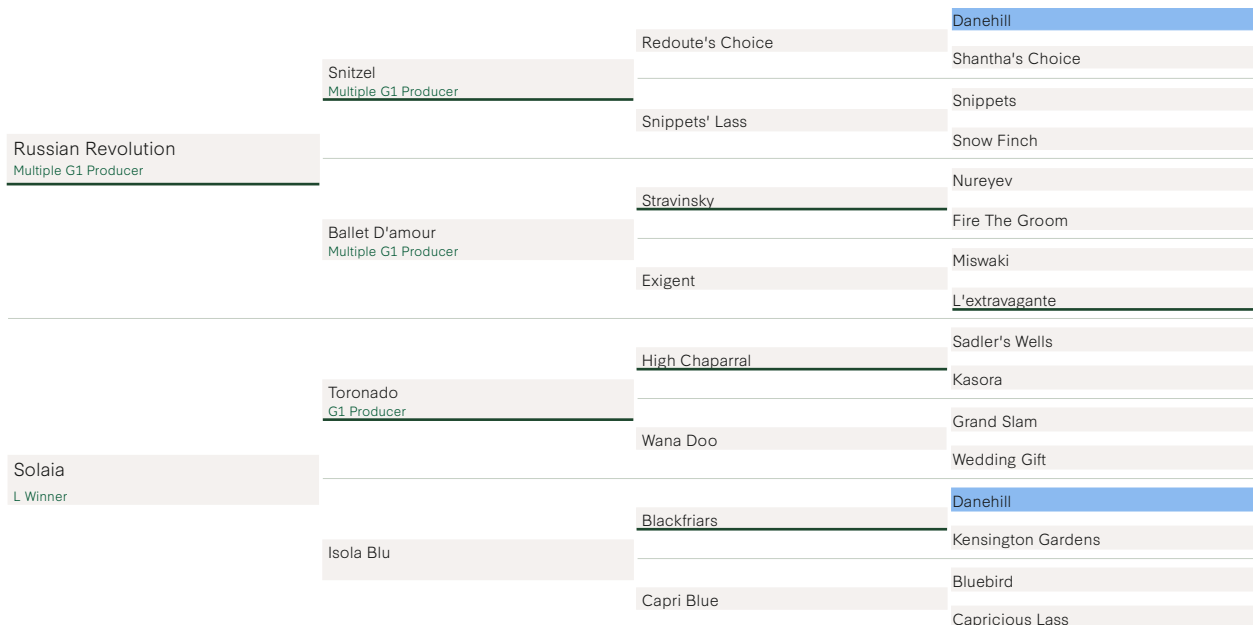 Russian Revolution
Multiple G1 Producer
Solaia
L Winner
Snitzel
Multiple G1 Producer
Ballet D'amour
Multiple G1 Producer
Toronado
G1 Producer
Isola Blu
Redoute's Choice
Snippets' Lass
Stravinsky
Exigent
High Chaparral
Wana Doo
Blackfriars
Capri Blue
Danehill
Shantha's Choice
Snippets
Snow Finch
Nureyev
Fire The Groom
Miswaki
L'extravagante
Sadler's Wells
Kasora
Grand Slam
Wedding Gift
Danehill
Kensington Gardens
Bluebird
Capricious Lass